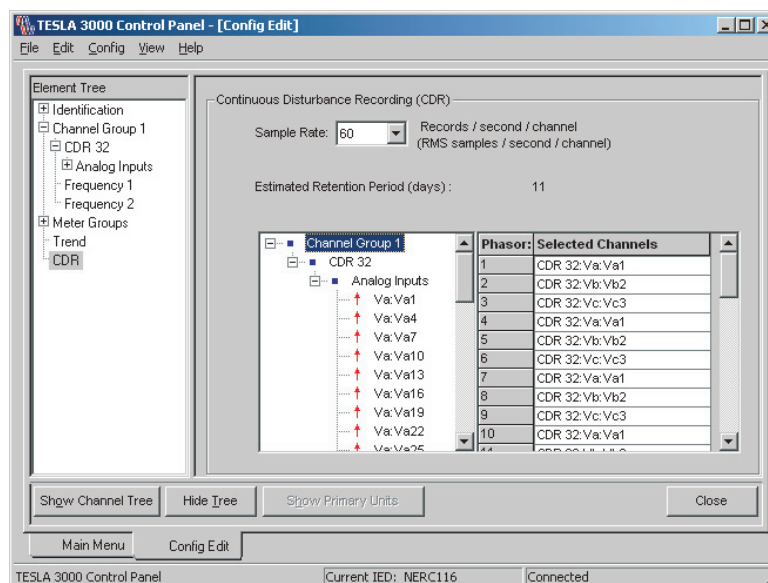 TESLA 3000 Control Panel - [Config Edit]
File Edit Config View Help
Element Tree
Identification
Channel Group 1
CDR 32
Analog Inputs
Frequency 1
Frequency 2
Meter Groups
Trend
CDR
Continuous Disturbance Recording (CDR)
Sample Rate: 60 Records / second / channel
(RMS samples / second / channel)
Estimated Retention Period (days) : 11
Channel Group 1
CDR 32
Analog Inputs
Va:Va1
Va:Va4
Va:Va7
Va:Va10
Va:Va13
Va:Va16
Va:Va19
Va:Va22
Va:Va25
Phasor: Selected Channels
1 CDR 32:Va:Va1
2 CDR 32:Vb:Vb2
3 CDR 32:Vc:Vc3
4 CDR 32:Va:Va1
5 CDR 32:Vb:Vb2
6 CDR 32:Vc:Vc3
7 CDR 32:Va:Va1
8 CDR 32:Vb:Vb2
9 CDR 32:Vc:Vc3
10 CDR 32:Va:Va1
Show Channel Tree Hide Tree Show Primary Units Close
Main Menu Config Edit
TESLA 3000 Control Panel Current IED: NERC116 Connected